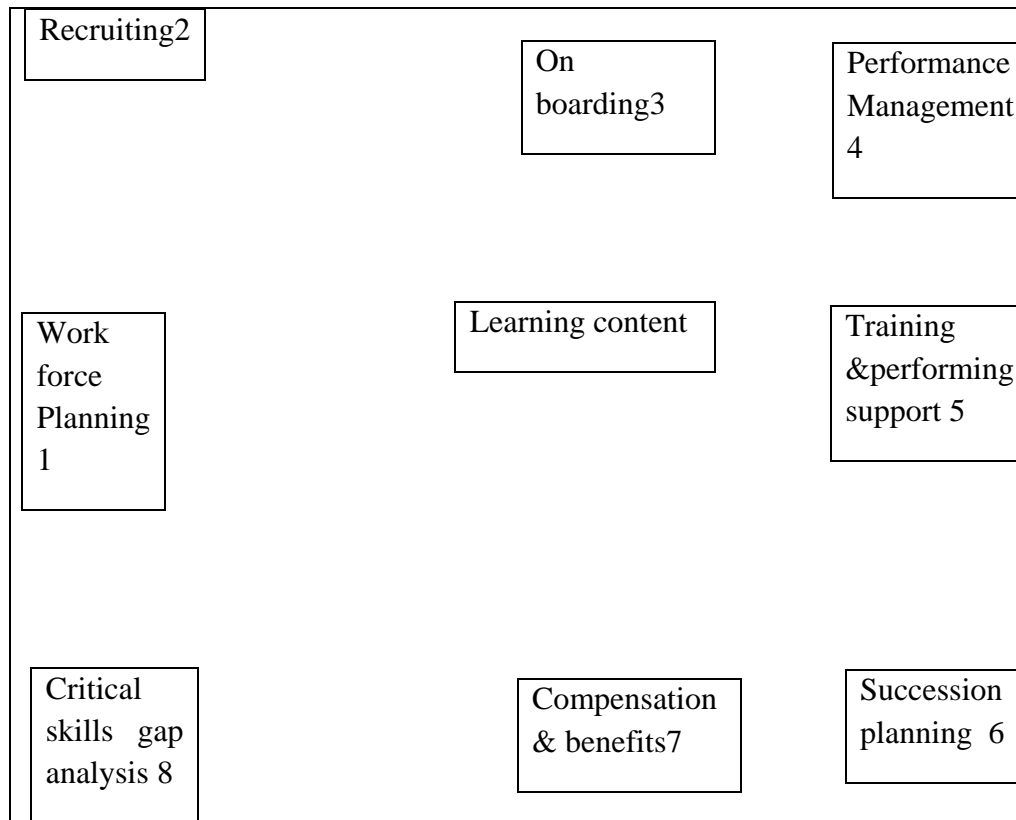 Recruiting2
On
boarding3
Performance
Management
4
Work
force
Planning
1
Learning content
Training
&performing
support 5
Critical
skills gap
analysis 8
Compensation
& benefits7
Succession
planning 6